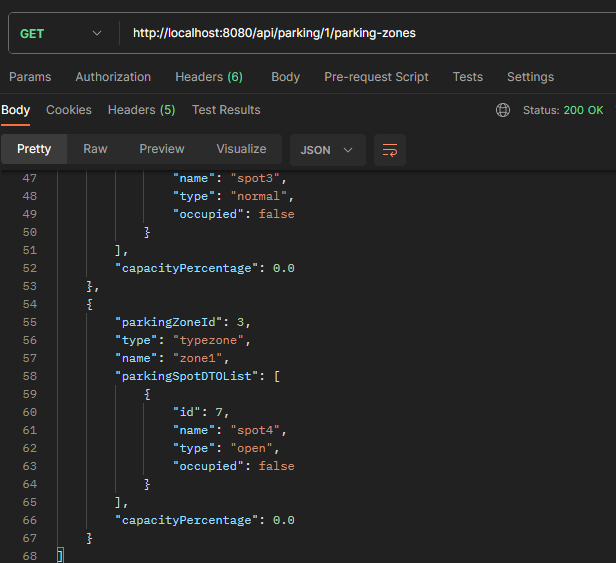 GET http://localhost:8080/api/parking/1/parking-zones
Params Authorization Headers (6) Body Pre-request Script Tests Settings
Body Cookies Headers (5) Test Results Status: 200 OK
Pretty Raw Preview Visualize JSON
47 "name": "spot3",
48 "type": "normal",
49 "occupied": false
50 }
51 ],
52 "capacityPercentage": 0.0
53 },
54 {
55 "parkingZoneId": 3,
56 "type": "typezone",
57 "name": "zone1",
58 "parkingSpotDTOList": [
59 {
60 "id": 7,
61 "name": "spot4",
62 "type": "open",
63 "occupied": false
64 }
65 ],
66 "capacityPercentage": 0.0
67 }
68 ]